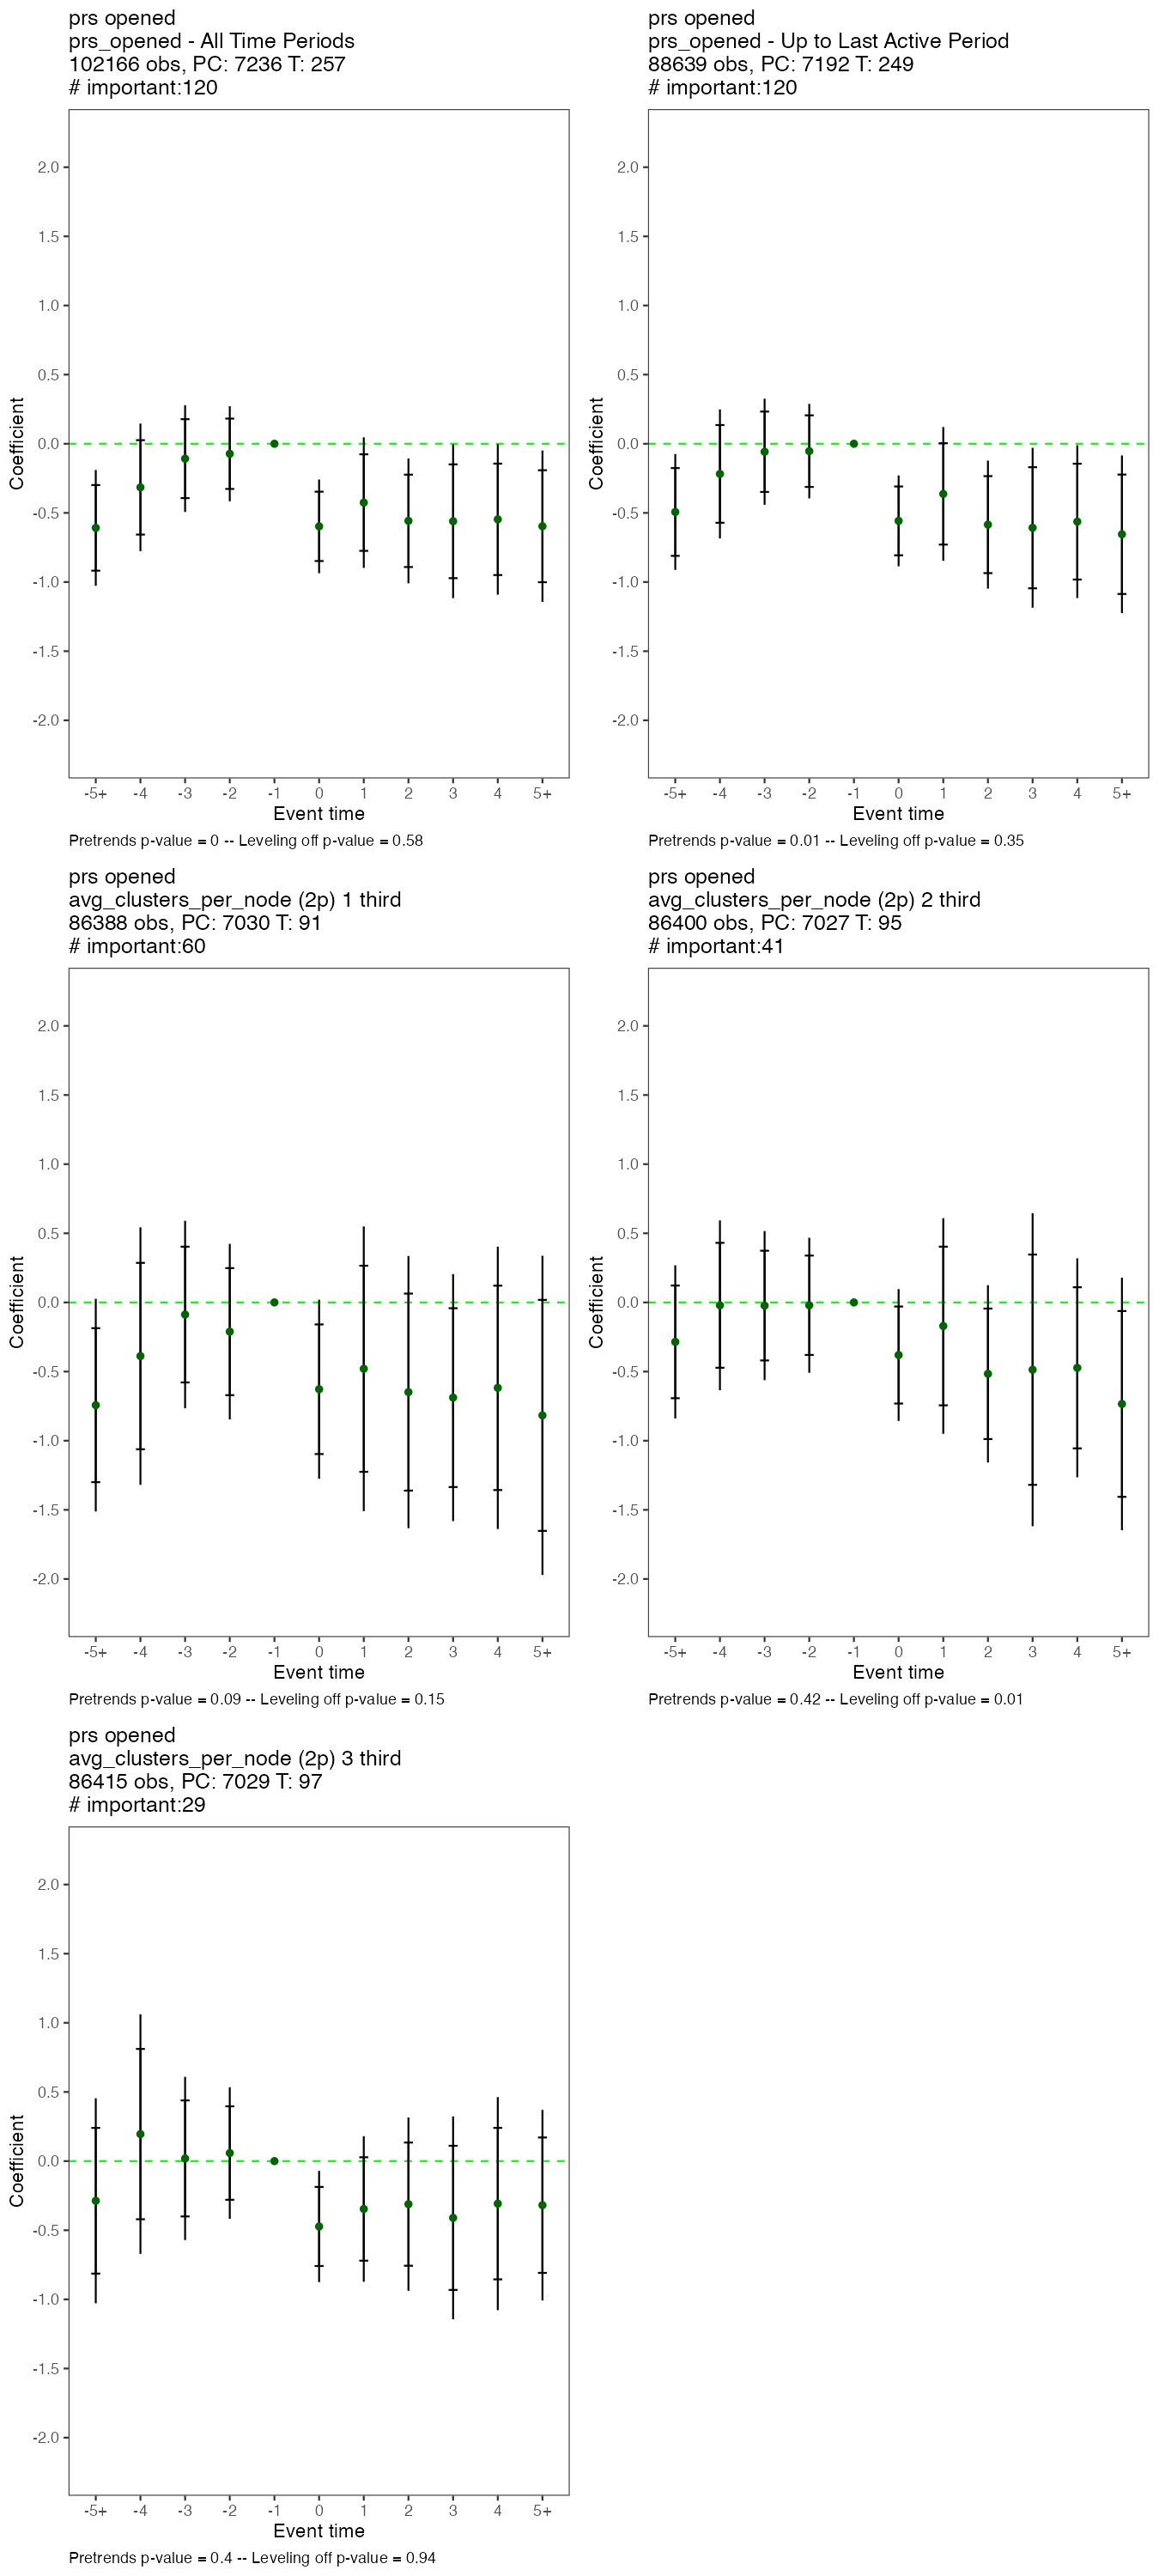 prs opened
prs_opened - All Time Periods
102166 obs, PC: 7236 T: 257
# important:120
2.0
1.5
1.0
0.5
0.0
-0.5
-1.0
-1.5
-2.0
Coefficient
-5+ -4 -3 -2 -1 0 1 2 3 4 5+
Event time
Pretrends p-value = 0 -- Leveling off p-value = 0.58
prs opened
prs_opened - Up to Last Active Period
88639 obs, PC: 7192 T: 249
# important:120
2.0
1.5
1.0
0.5
0.0
-0.5
-1.0
-1.5
-2.0
Coefficient
-5+ -4 -3 -2 -1 0 1 2 3 4 5+
Event time
Pretrends p-value = 0.01 -- Leveling off p-value = 0.35
prs opened
avg_clusters_per_node (2p) 1 third
86388 obs, PC: 7030 T: 91
# important:60
2.0
1.5
1.0
0.5
0.0
-0.5
-1.0
-1.5
-2.0
Coefficient
-5+ -4 -3 -2 -1 0 1 2 3 4 5+
Event time
Pretrends p-value = 0.09 -- Leveling off p-value = 0.15
prs opened
avg_clusters_per_node (2p) 2 third
86400 obs, PC: 7027 T: 95
# important:41
2.0
1.5
1.0
0.5
0.0
-0.5
-1.0
-1.5
-2.0
Coefficient
-5+ -4 -3 -2 -1 0 1 2 3 4 5+
Event time
Pretrends p-value = 0.42 -- Leveling off p-value = 0.01
prs opened
avg_clusters_per_node (2p) 3 third
86415 obs, PC: 7029 T: 97
# important:29
2.0
1.5
1.0
0.5
0.0
-0.5
-1.0
-1.5
-2.0
Coefficient
-5+ -4 -3 -2 -1 0 1 2 3 4 5+
Event time
Pretrends p-value = 0.4 -- Leveling off p-value = 0.94